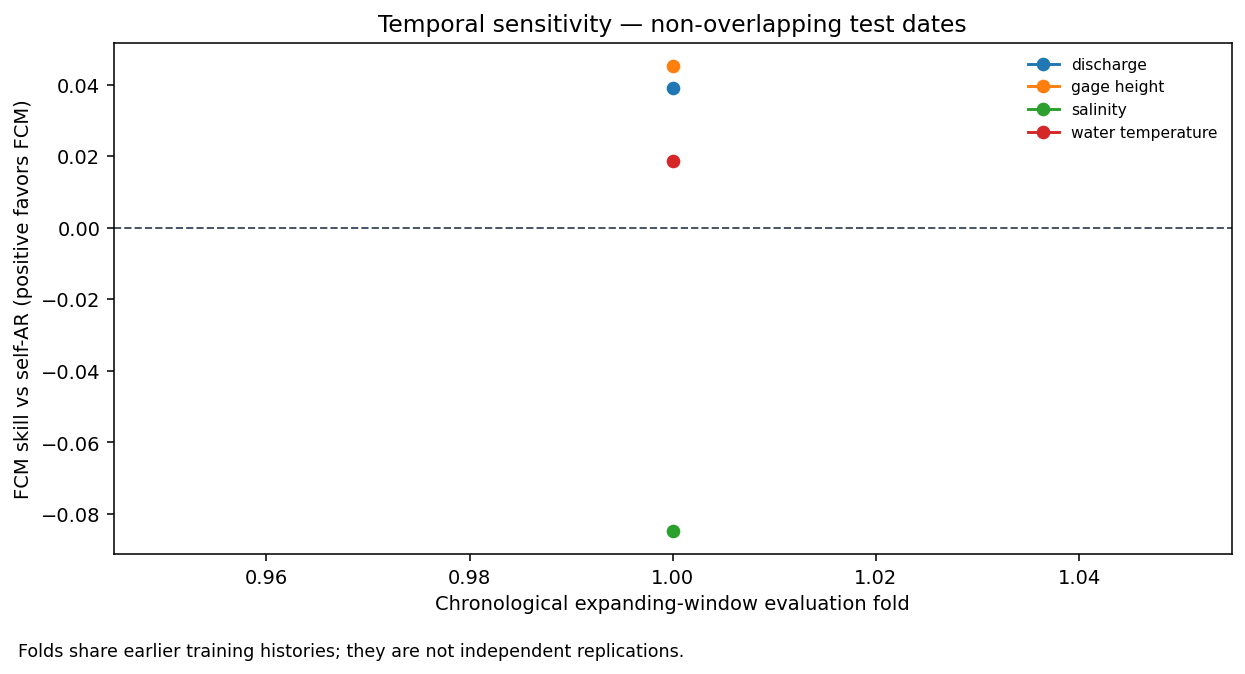 Temporal sensitivity — non-overlapping test dates
discharge
gage height
salinity
water temperature
FCM skill vs self-AR (positive favors FCM)
0.04
0.02
0.00
−0.02
−0.04
−0.06
−0.08
0.96
0.98
1.00
1.02
1.04
Chronological expanding-window evaluation fold
Folds share earlier training histories; they are not independent replications.